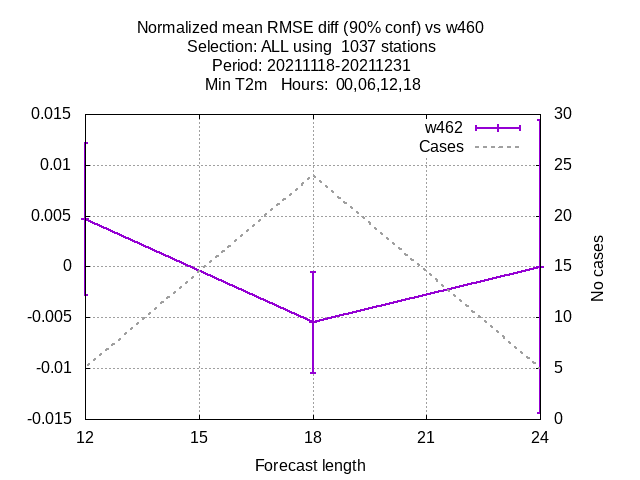 Normalized mean RMSE diff (90% conf) vs w460
Selection: ALL using  1037 stations
Period: 20211118-20211231
Min T2m   Hours:  00,06,12,18
w462
Cases
0.015
0.01
0.005
0
-0.005
-0.01
-0.015
30
25
20
15
10
5
0
No cases
12
15
18
21
24
Forecast length